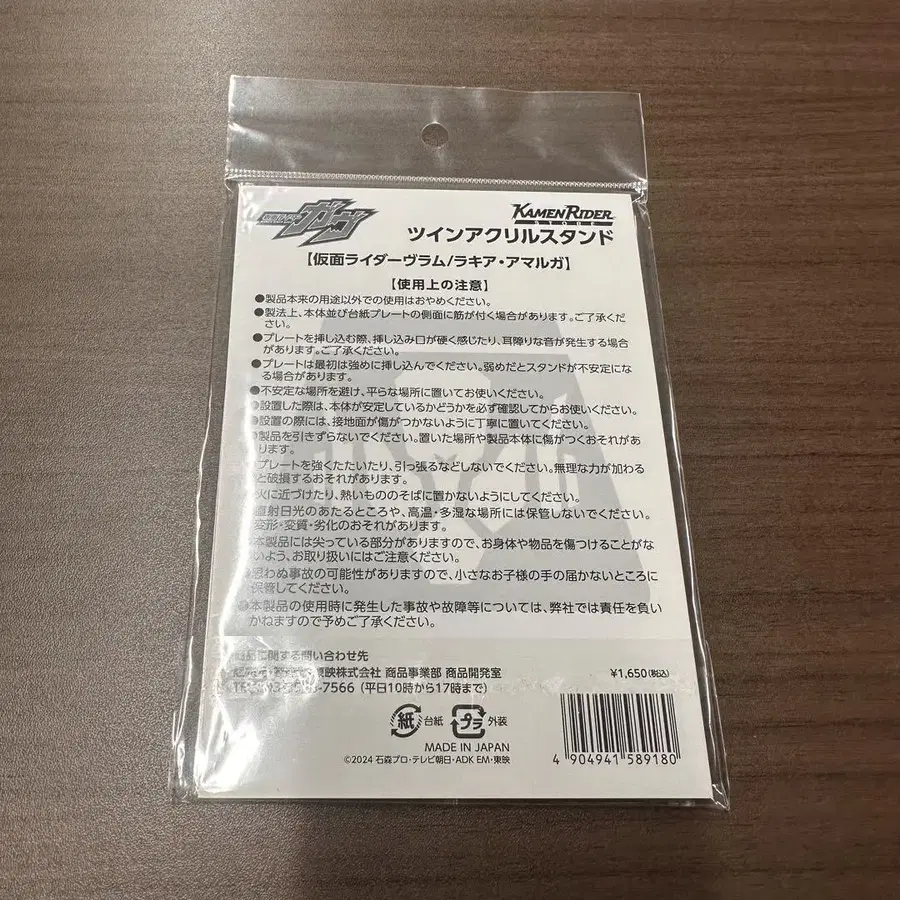 仮面ライダー ガヴ
KAMEN RIDER
STORE
ツインアクリルスタンド
【仮面ライダーヴラム/ラキア・アマルガ】
【使用上の注意】
●製品本来の用途以外での使用はおやめください。
●製法上、本体並び台紙プレートの側面に筋が付く場合があります。ご了承くだ
さい。
●プレートを挿し込む際、挿し込み口が硬く感じたり、耳障りな音が発生する場合
があります。ご了承ください。
●プレートは最初は強めに挿し込んでください。弱めだとスタンドが不安定にな
る場合があります。
●不安定な場所を避け、平らな場所に置いてお使いください。
●設置した際は、本体が安定しているかどうかを必ず確認してからお使いください。
●設置の際には、接地面が傷がつかないように丁寧に置いてください。
●製品を引きずらないでください。置いた場所や製品本体に傷がつくおそれがあ
ります。
●プレートを強くたたいたり、引っ張るなどしないでください。無理な力が加わる
と破損するおそれがあります。
●火に近づけたり、熱いもののそばに置かないようにしてください。
●直射日光のあたるところや、高温・多湿な場所には保管しないでください。
変形・変質・劣化のおそれがあります。
●本製品には尖っている部分がありますので、お身体や物品を傷つけることがな
いよう、お取り扱いにはご注意ください。
●思わぬ事故の可能性がありますので、小さなお子様の手の届かないところに
保管してください。
●本製品の使用時に発生した事故や故障等については、弊社では責任を負い
かねますので予めご了承ください。
商品に関する問い合わせ先
東映株式会社 商品事業部 商品開発室
-7566 (平日10時から17時まで)
¥1,650(税込)
紙 台紙 プラ 外装
MADE IN JAPAN
©2024 石森プロ・テレビ朝日・ADK EM・東映
4 904941 589180